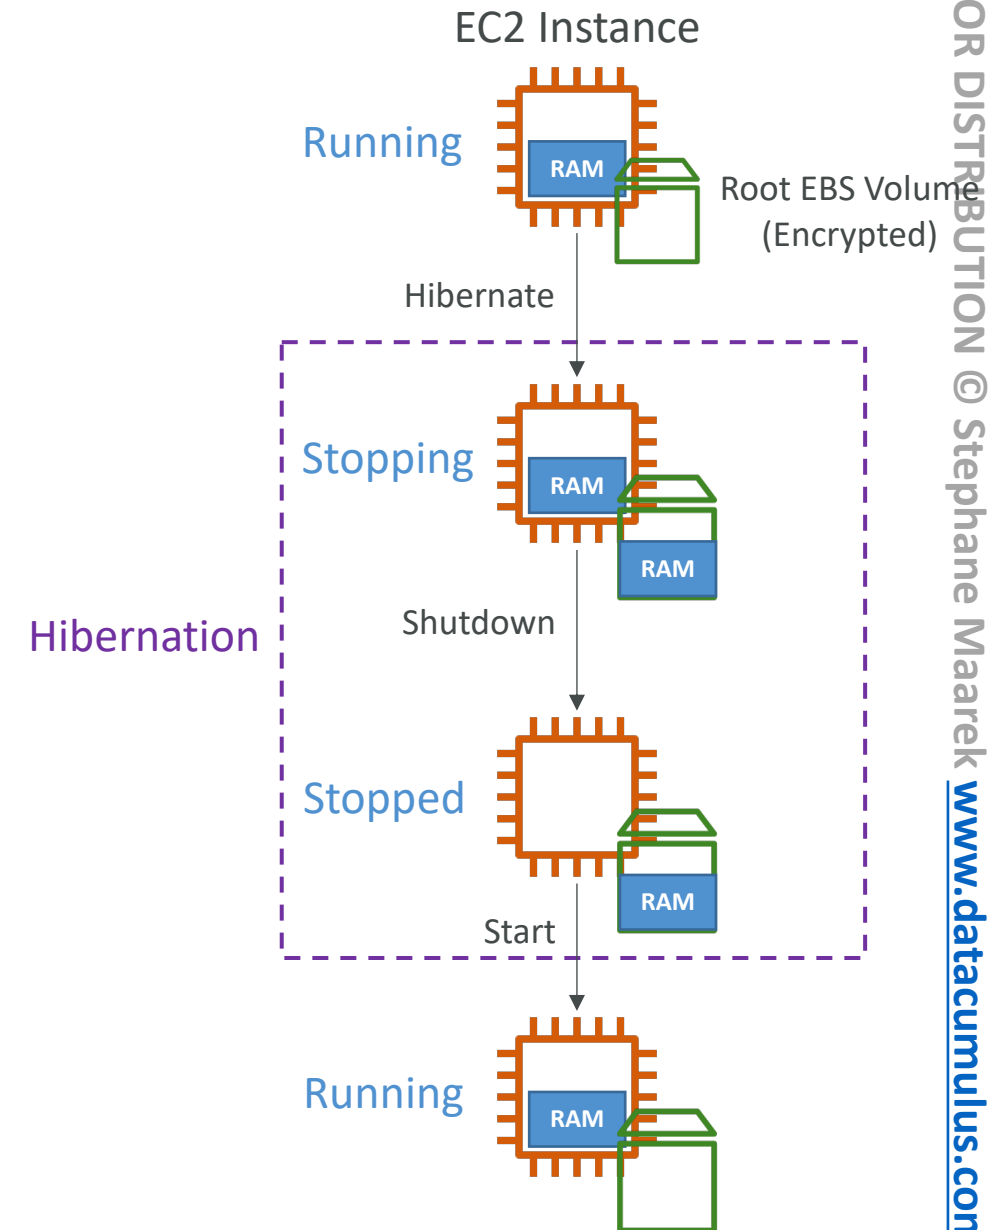 EC2 Instance
Running
RAM
Root EBS Volume
(Encrypted)
Hibernate
Stopping
RAM
RAM
Shutdown
Hibernation
Stopped
RAM
Start
Running
RAM
OR DISTRIBUTION © Stephane Maarek www.datacumulus.com